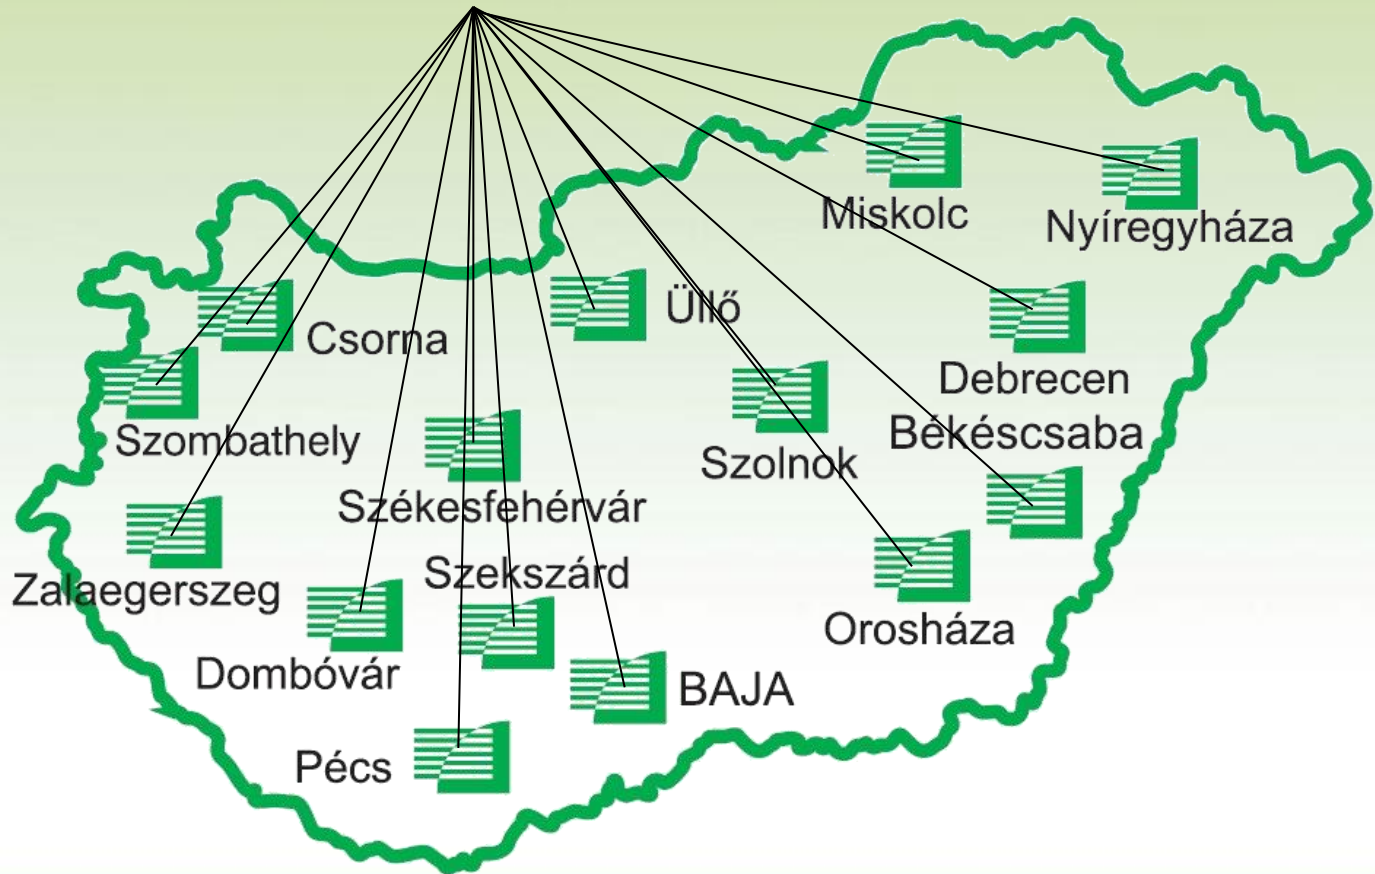 Miskolc
Nyíregyháza
Üllő
Csorna
Debrecen
Békéscsaba
Szombathely
Szolnok
Székesfehérvár
Szekszárd
Zalaegerszeg
Orosháza
Dombóvár
BAJA
Pécs